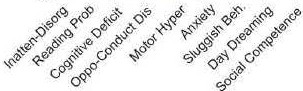 Inatten-Disorg
Reading Prob
Cognitive Deficit
Oppo-Conduct Dis
Motor Hyper
Anxiety
Sluggish Beh.
Day Dreaming
Social Competence